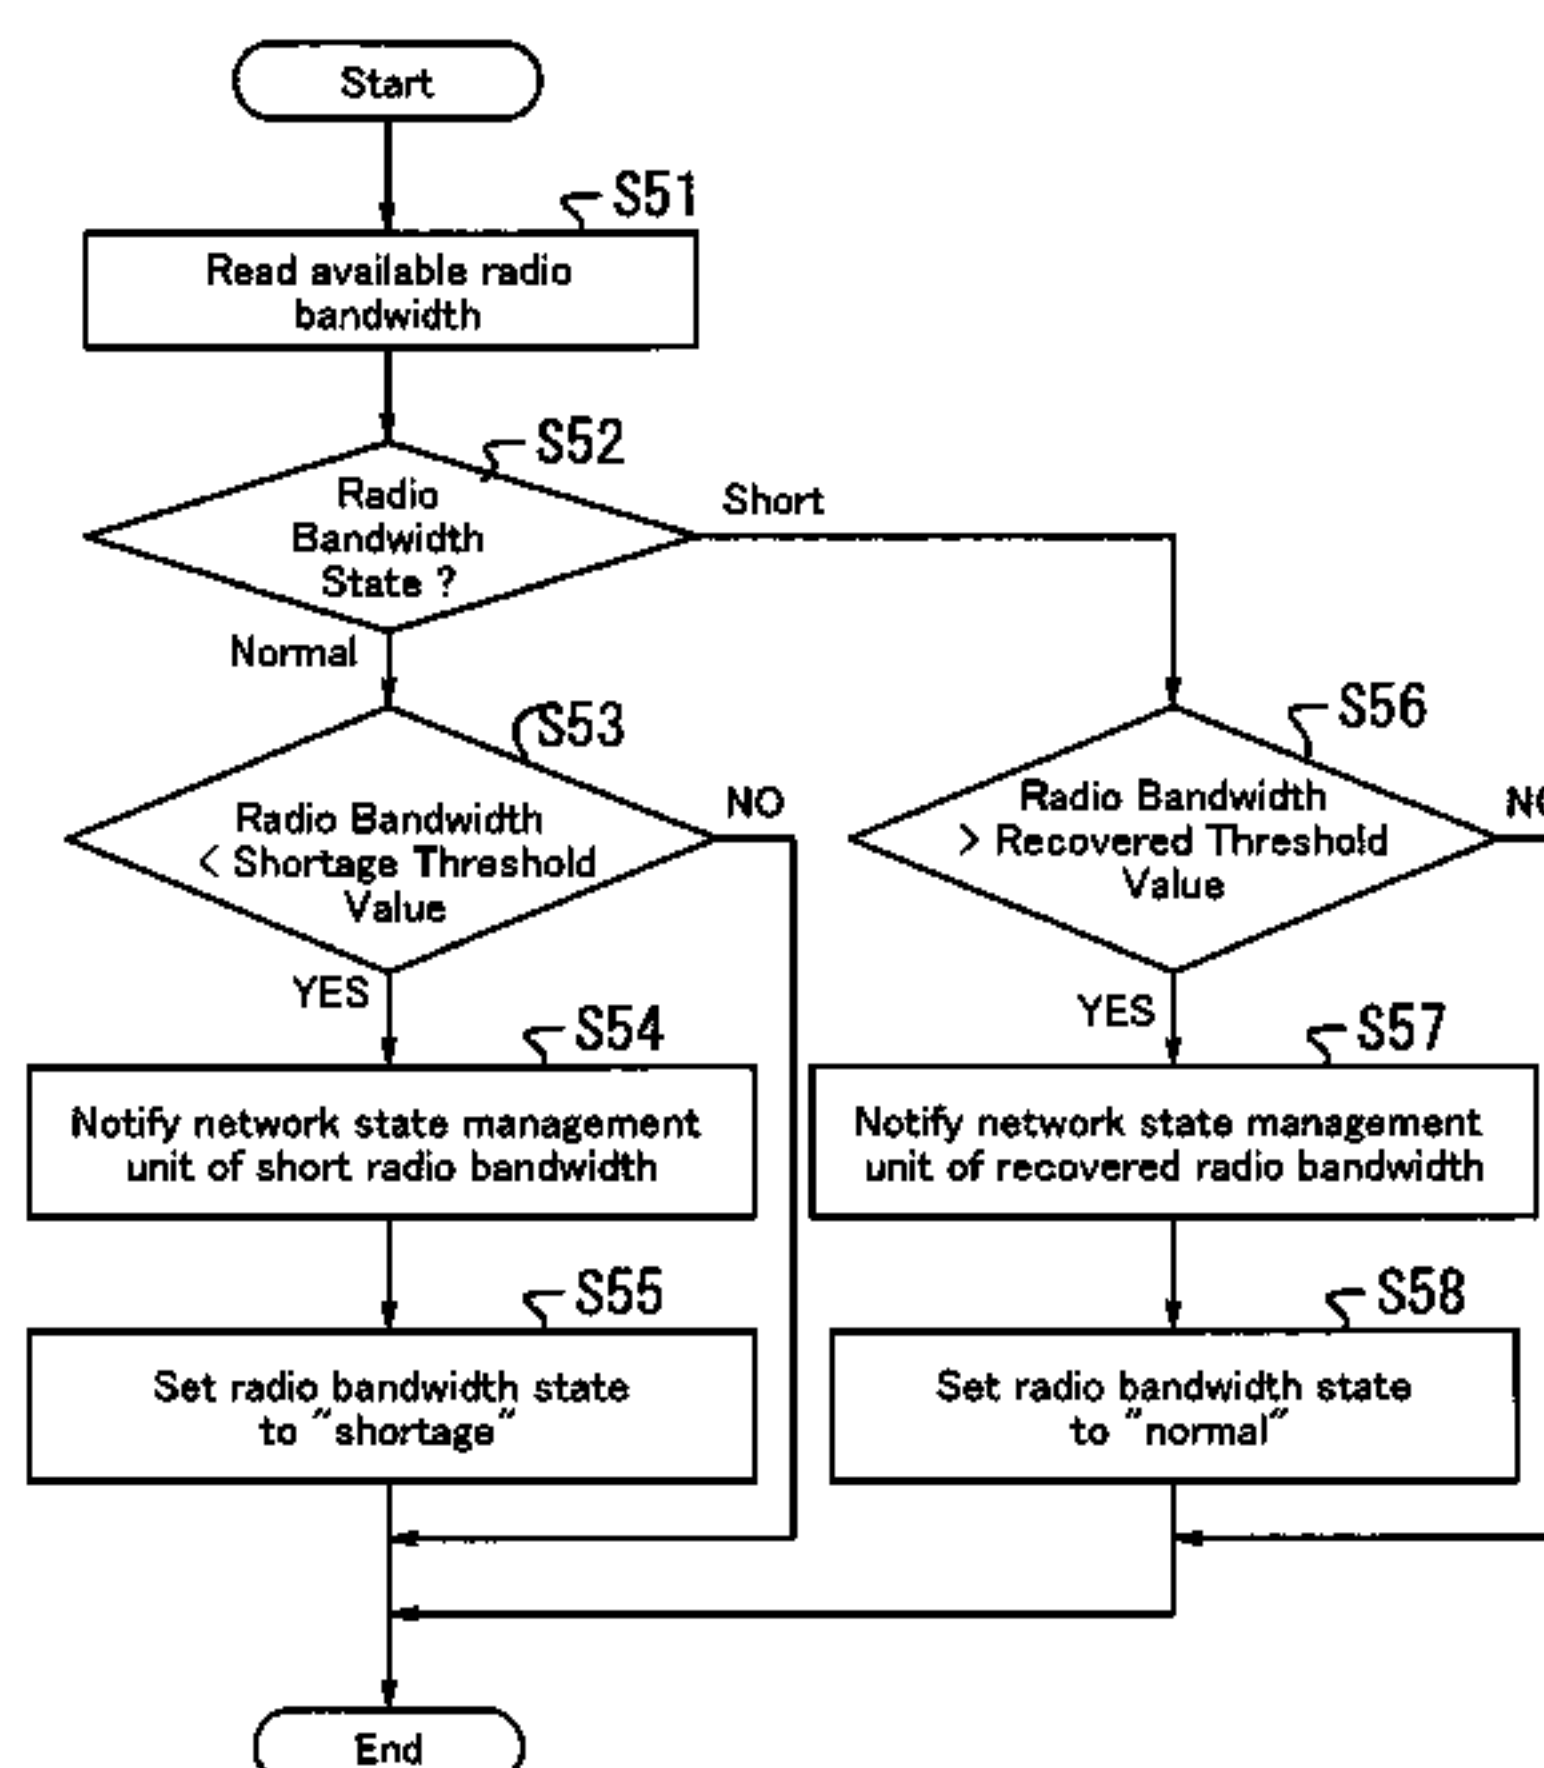 Start
S51
Read available radio
bandwidth
S52
Radio
Bandwidth
State ?
Short
Normal
S53
Radio Bandwidth
< Shortage Threshold
Value
NO
YES
S54
Notify network state management
unit of short radio bandwidth
S55
Set radio bandwidth state
to "shortage"
S56
Radio Bandwidth
> Recovered Threshold
Value
NO
YES
S57
Notify network state management
unit of recovered radio bandwidth
S58
Set radio bandwidth state
to "normal"
End